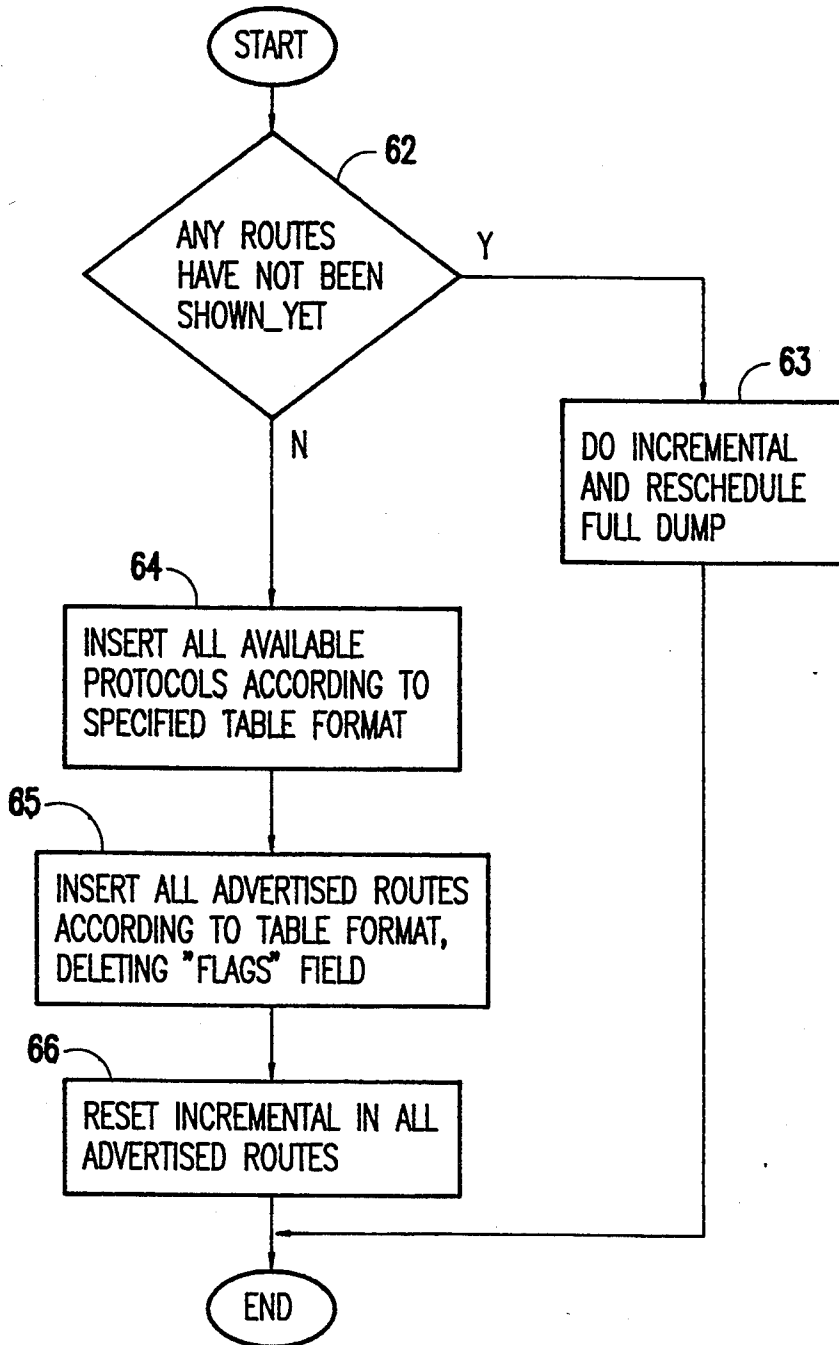 START
62
ANY ROUTES
HAVE NOT BEEN
SHOWN_YET
Y
N
63
DO INCREMENTAL
AND RESCHEDULE
FULL DUMP
64
INSERT ALL AVAILABLE
PROTOCOLS ACCORDING TO
SPECIFIED TABLE FORMAT
65
INSERT ALL ADVERTISED ROUTES
ACCORDING TO TABLE FORMAT,
DELETING "FLAGS" FIELD
66
RESET INCREMENTAL IN ALL
ADVERTISED ROUTES
END